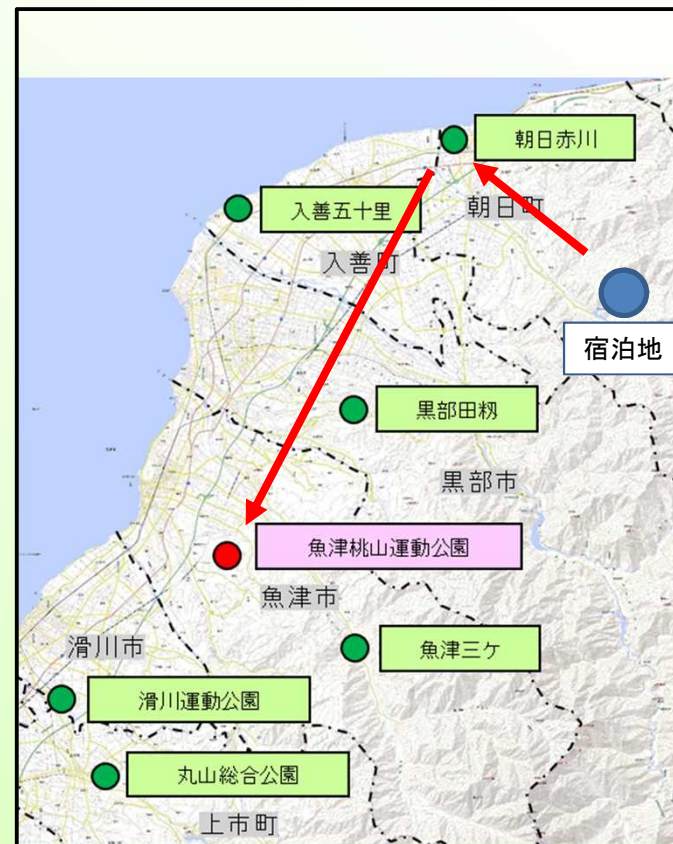 朝日赤川
朝日町
入善五十里
入善町
宿泊地
黒部田籾
黒部市
魚津桃山運動公園
魚津市
魚津三ケ
滑川市
滑川運動公園
丸山総合公園
上市町